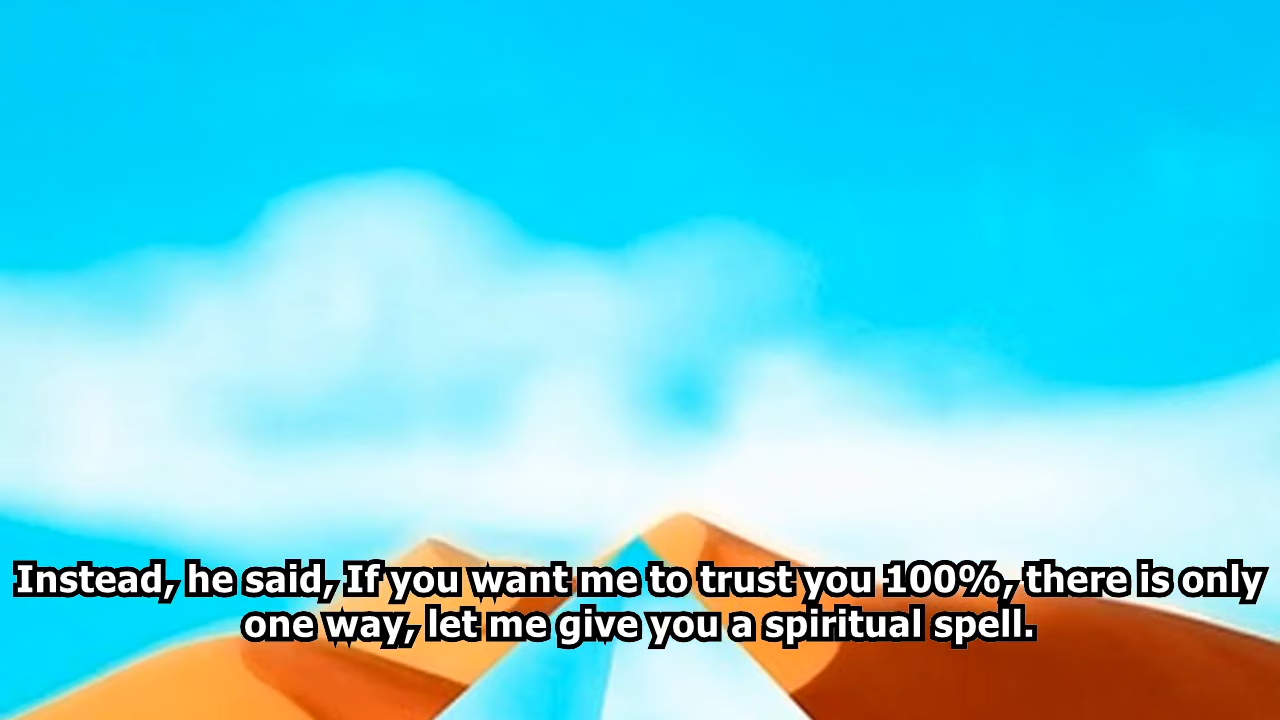 Instead, he said, If you want me to trust you 100%, there is only
one way, let me give you a spiritual spell.